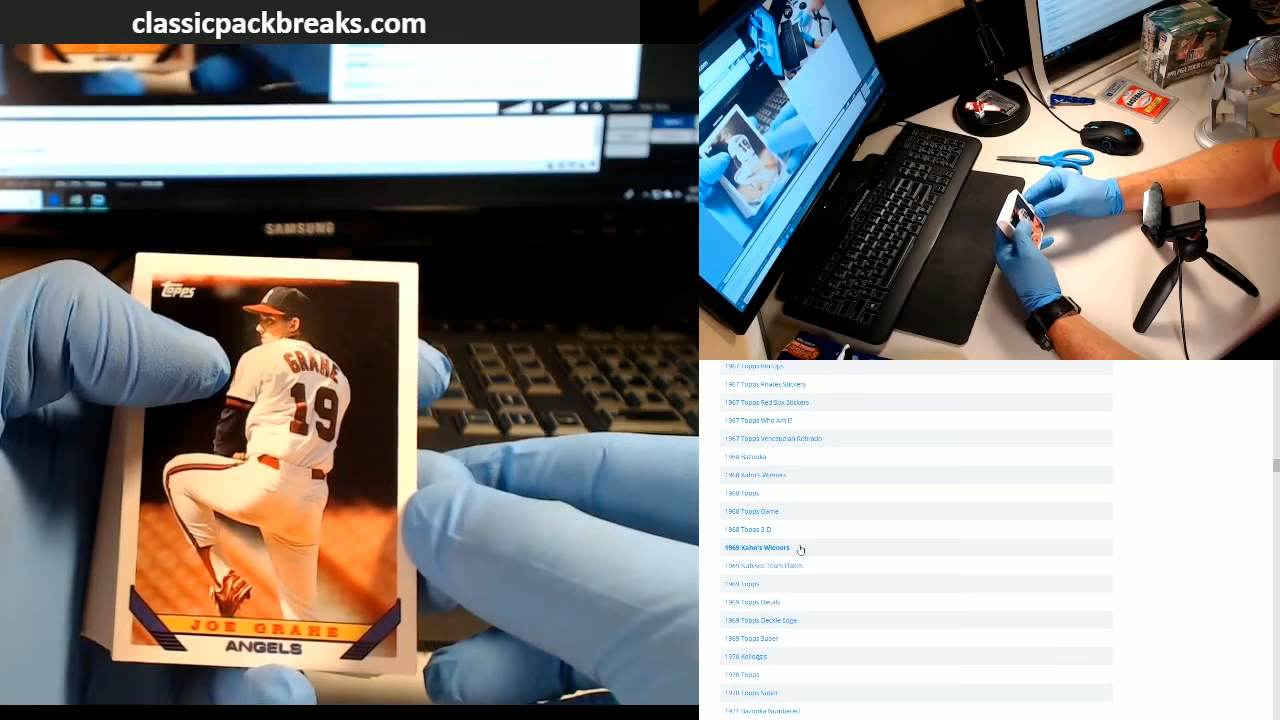 classicpackbreaks.com
SAMSUNG
Topps
GRAHE
19
JOE GRAHE
ANGELS
1967 Topps Pin-Ups
1967 Topps Pirates Stickers
1967 Topps Red Sox Stickers
1967 Topps Who Am I?
1967 Topps Venezuelan Retirado
1968 Bazooka
1968 Kahn's Wieners
1968 Topps
1968 Topps Game
1968 Topps 3-D
1969 Kahn's Wieners
1969 Nabisco Team Flakes
1969 Topps
1969 Topps Decals
1969 Topps Deckle Edge
1969 Topps Super
1970 Kellogg's
1970 Topps
1970 Topps Super
1971 Bazooka Numbered